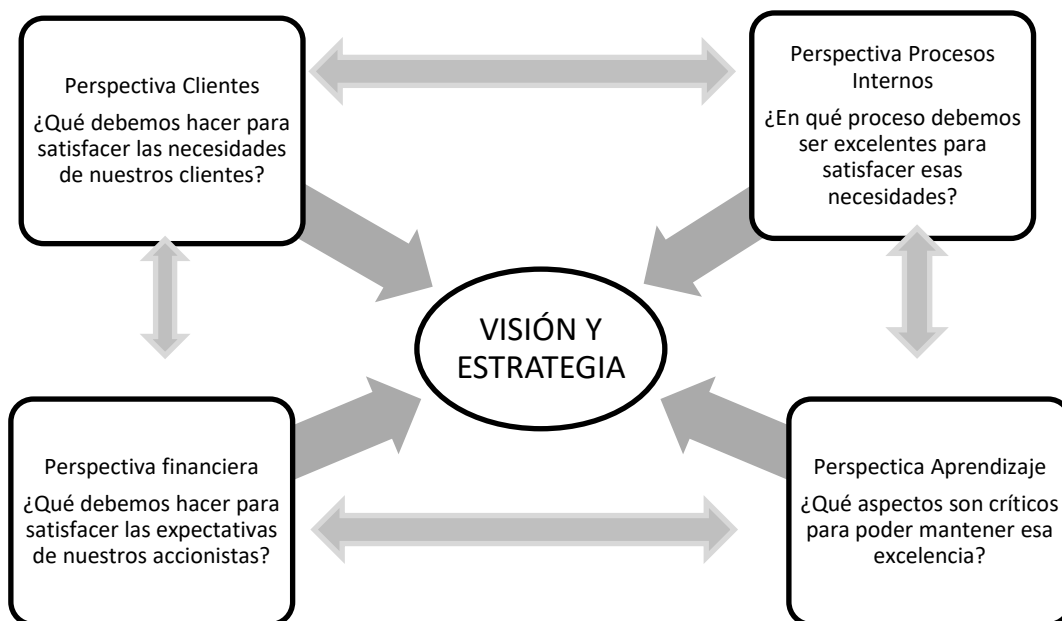 Perspectiva Clientes
¿Qué debemos hacer para
satisfacer las necesidades
de nuestros clientes?
Perspectiva Procesos
Internos
¿En qué proceso debemos
ser excelentes para
satisfacer esas
necesidades?
VISIÓN Y
ESTRATEGIA
Perspectiva financiera
¿Qué debemos hacer para
satisfacer las expectativas
de nuestros accionistas?
Perspectica Aprendizaje
¿Qué aspectos son críticos
para poder mantener esa
excelencia?